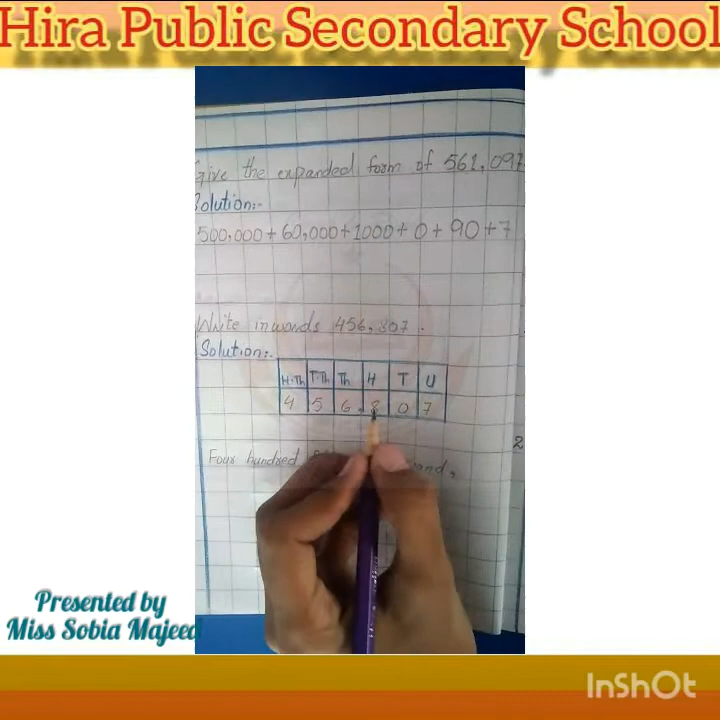 Hira Public Secondary School
Give the expanded form of 561,097
Solution:-
500,000+60,000+1000+0+90+7
Write in words 456,807.
Solution:-
H-Th T-Th Th H T U
4 5 6, 8 0 7
Four hundred
2
Presented by
Miss Sobia Majeed
InShOt